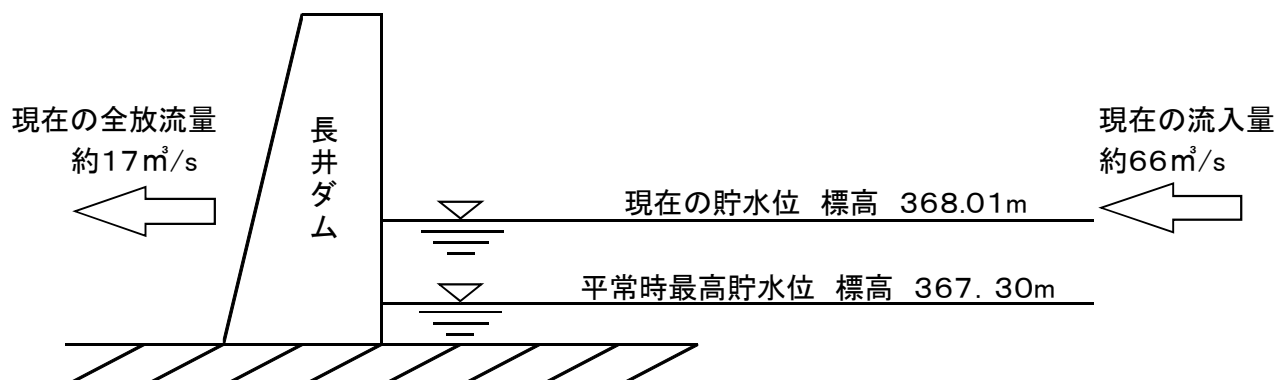 現在の全放流量
約17㎥/s
長井ダム
現在の流入量
約66㎥/s
現在の貯水位 標高 368.01m
平常時最高貯水位 標高 367.30m